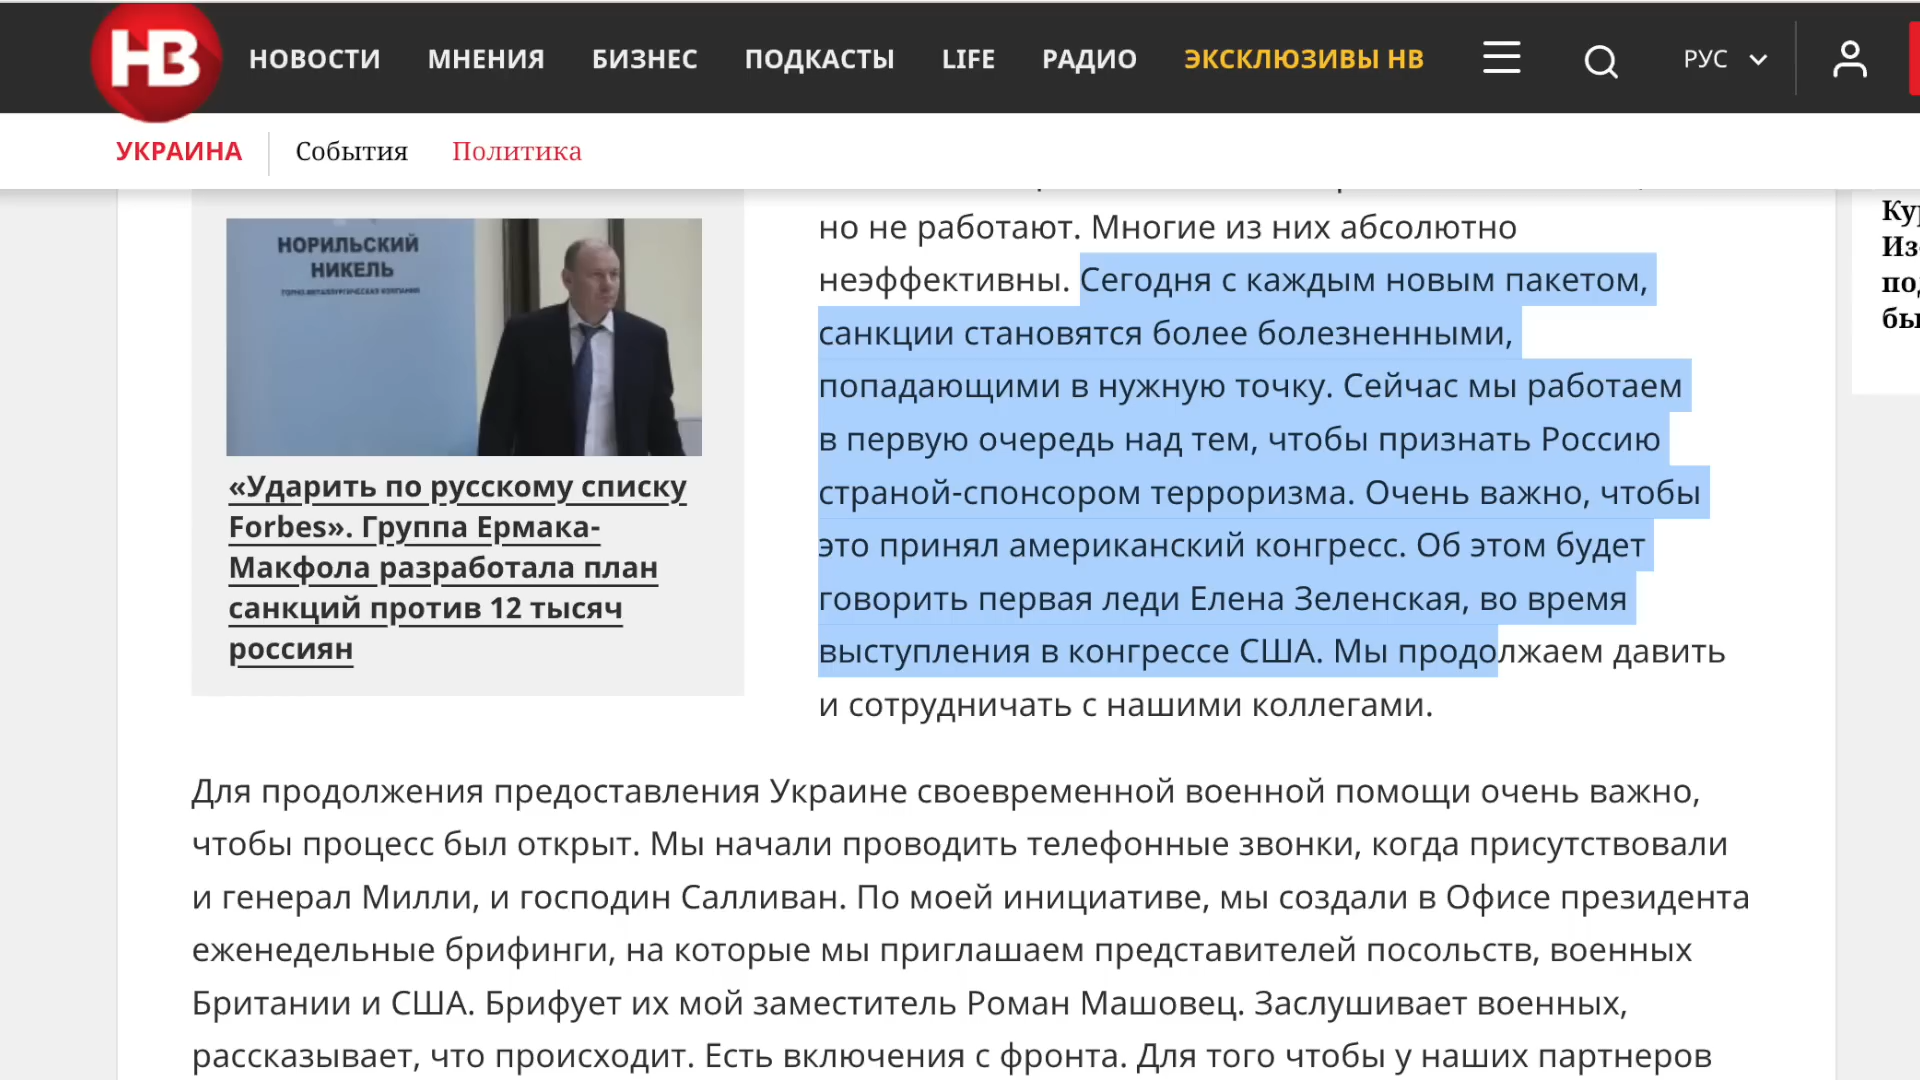 НВ
НОВОСТИ МНЕНИЯ БИЗНЕС ПОДКАСТЫ LIFE РАДИО ЭКСКЛЮЗИВЫ НВ РУС
УКРАИНА События Политика
НОРИЛЬСКИЙ
НИКЕЛЬ
ГОРНО-МЕТАЛЛУРГИЧЕСКАЯ КОМПАНИЯ
«Ударить по русскому списку
Forbes». Группа Ермака-
Макфола разработала план
санкций против 12 тысяч
россиян
но не работают. Многие из них абсолютно
неэффективны. Сегодня с каждым новым пакетом,
санкции становятся более болезненными,
попадающими в нужную точку. Сейчас мы работаем
в первую очередь над тем, чтобы признать Россию
страной-спонсором терроризма. Очень важно, чтобы
это принял американский конгресс. Об этом будет
говорить первая леди Елена Зеленская, во время
выступления в конгрессе США. Мы продолжаем давить
и сотрудничать с нашими коллегами.
Для продолжения предоставления Украине своевременной военной помощи очень важно,
чтобы процесс был открыт. Мы начали проводить телефонные звонки, когда присутствовали
и генерал Милли, и господин Салливан. По моей инициативе, мы создали в Офисе президента
еженедельные брифинги, на которые мы приглашаем представителей посольств, военных
Британии и США. Брифует их мой заместитель Роман Машовец. Заслушивает военных,
рассказывает, что происходит. Есть включения с фронта. Для того чтобы у наших партнеров